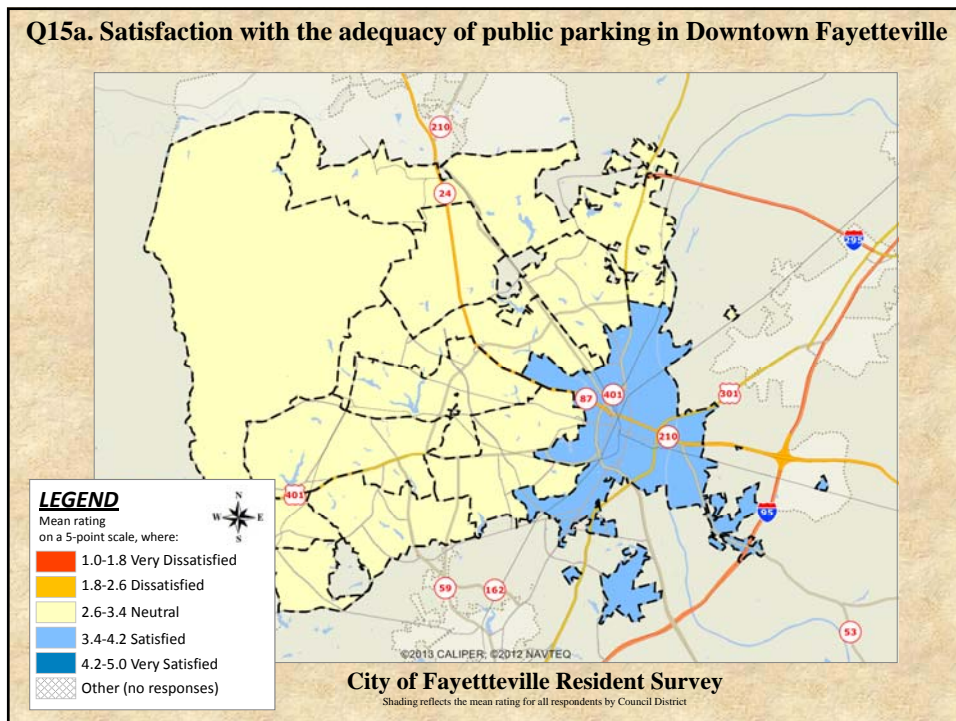 Q15a. Satisfaction with the adequacy of public parking in Downtown Fayetteville
210
24
295
87
401
301
210
401
95
59
162
53
LEGEND
Mean rating
on a 5-point scale, where:
N
W E
S
1.0-1.8 Very Dissatisfied
1.8-2.6 Dissatisfied
2.6-3.4 Neutral
3.4-4.2 Satisfied
4.2-5.0 Very Satisfied
Other (no responses)
©2013 CALIPER; ©2012 NAVTEQ
City of Fayettteville Resident Survey
Shading reflects the mean rating for all respondents by Council District